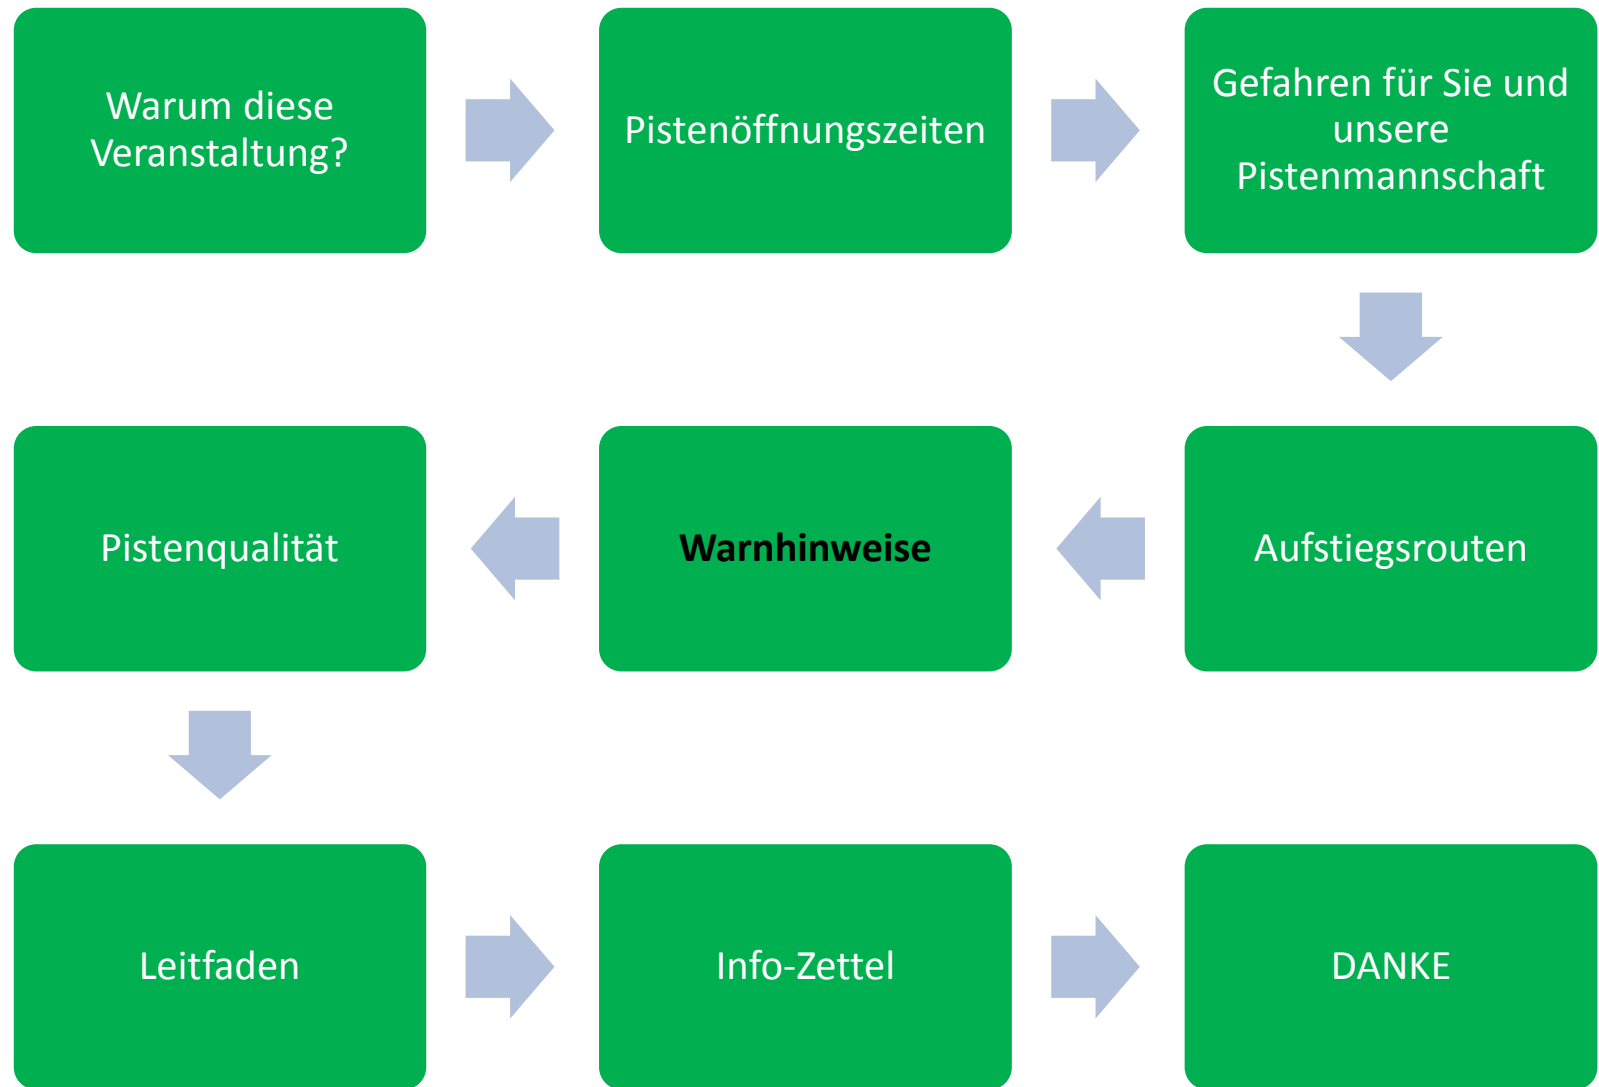 Warum diese
Veranstaltung?
Pistenöffnungszeiten
Gefahren für Sie und
unsere
Pistenmannschaft
Aufstiegsrouten
Warnhinweise
Pistenqualität
Leitfaden
Info-Zettel
DANKE